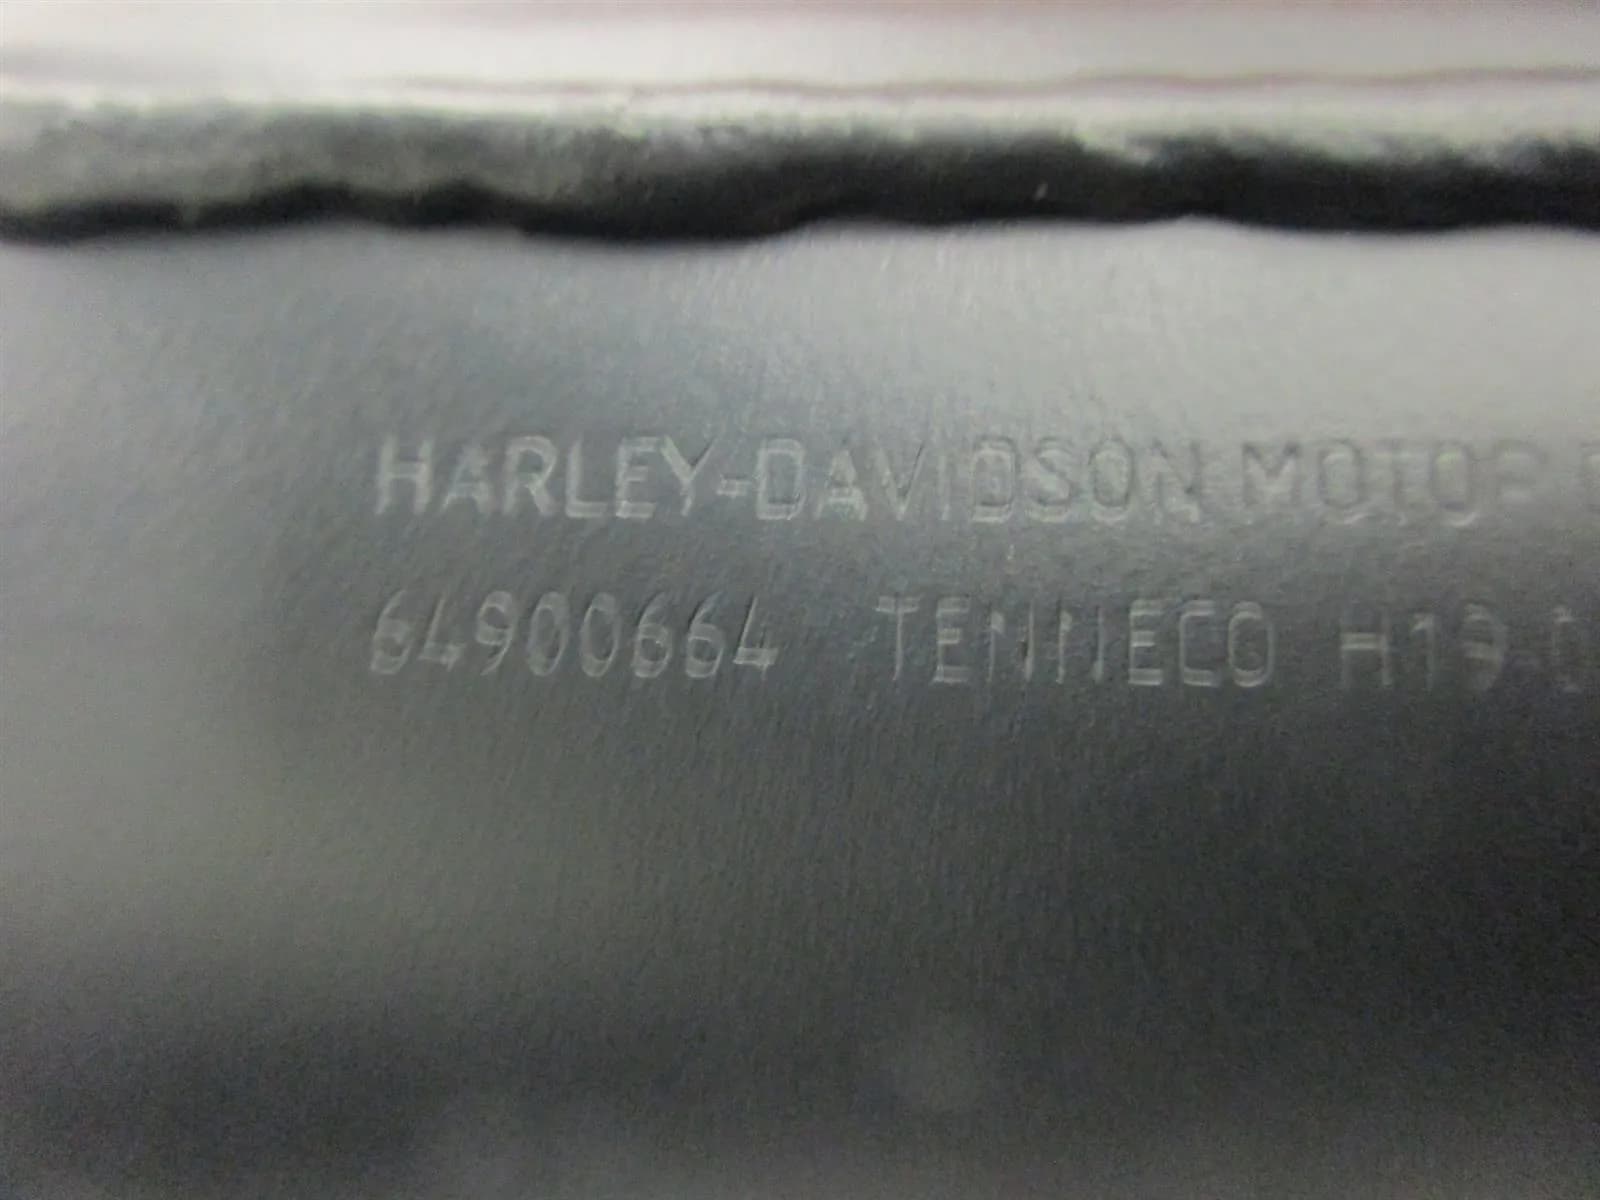 HARLEY-DAVIDSON MOTOR
64900664 TENNECO H19